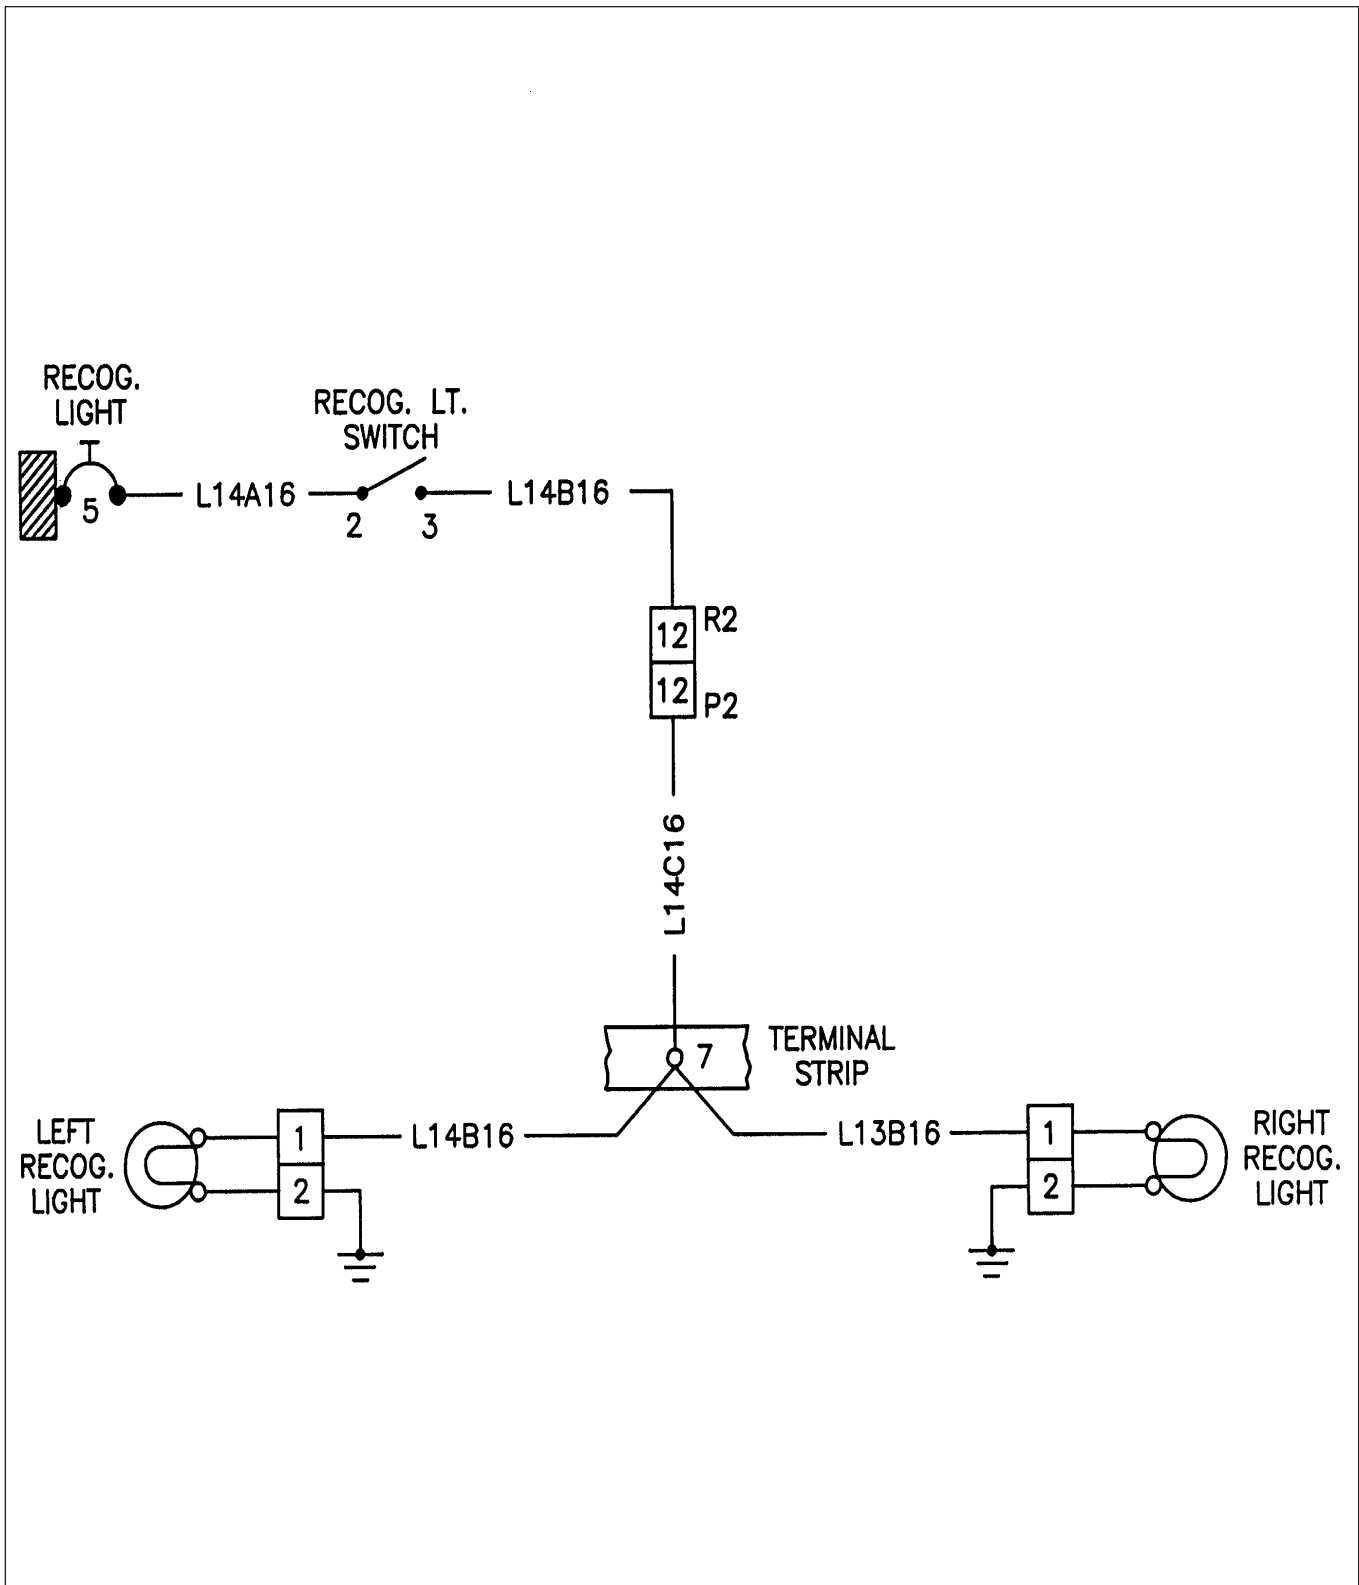 RECOG.
LIGHT
5
L14A16
RECOG. LT.
SWITCH
2
3
L14B16
12
R2
12
P2
L14C16
7
TERMINAL
STRIP
LEFT
RECOG.
LIGHT
1
2
L14B16
L13B16
1
2
RIGHT
RECOG.
LIGHT